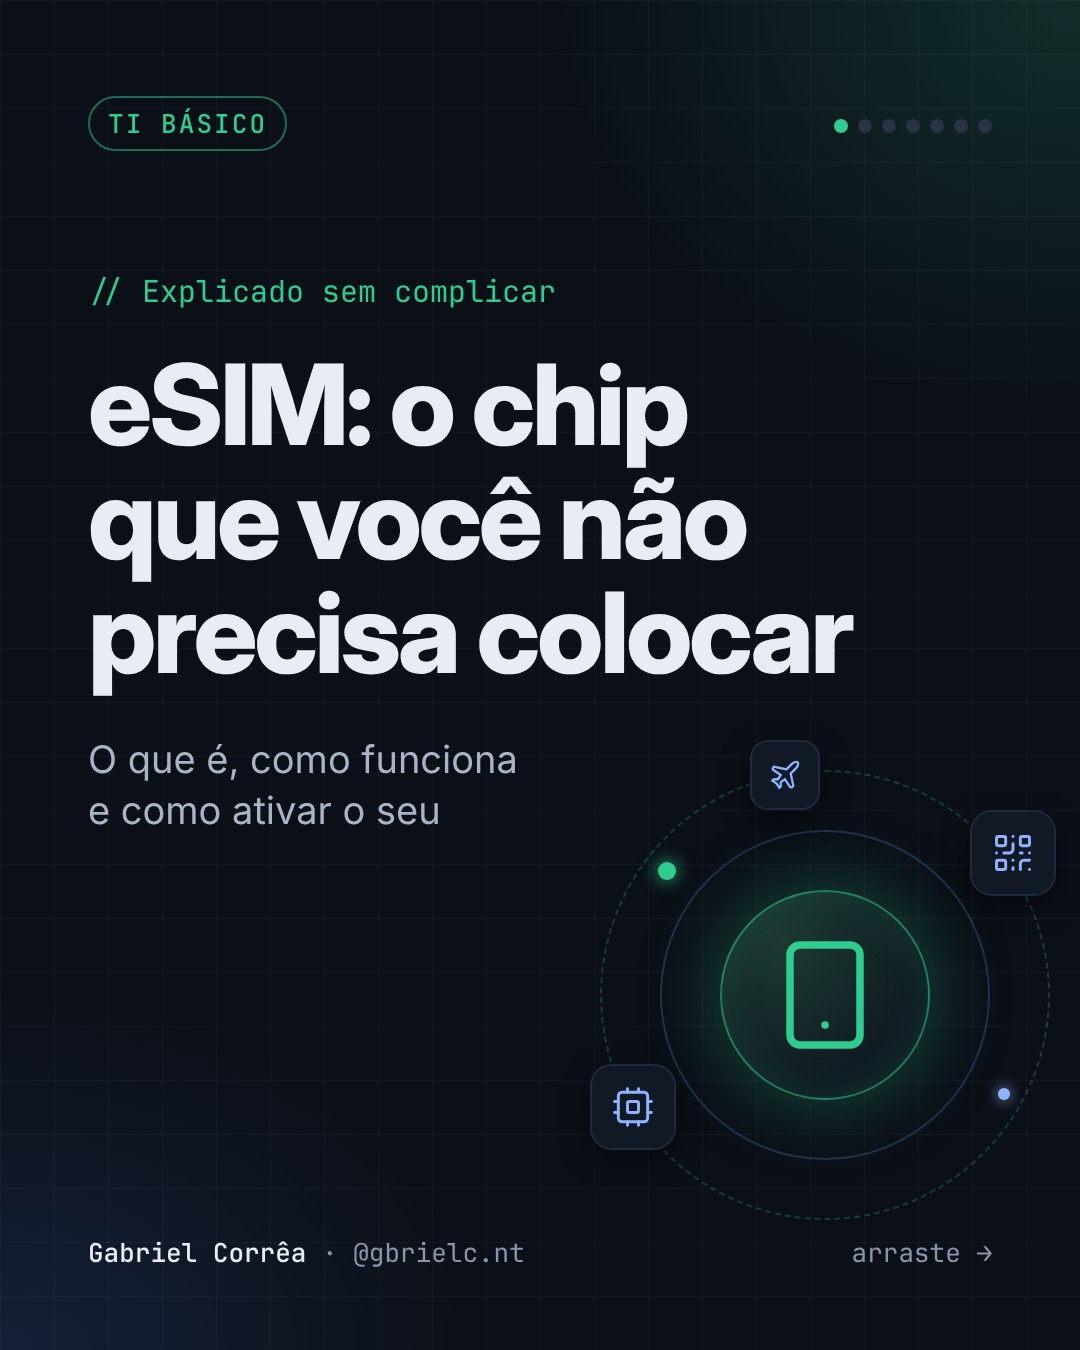 TI BÁSICO
// Explicado sem complicar
eSIM: o chip
que você não
precisa colocar
O que é, como funciona
e como ativar o seu
Gabriel Corrêa · @gbrielc.nt
arraste →